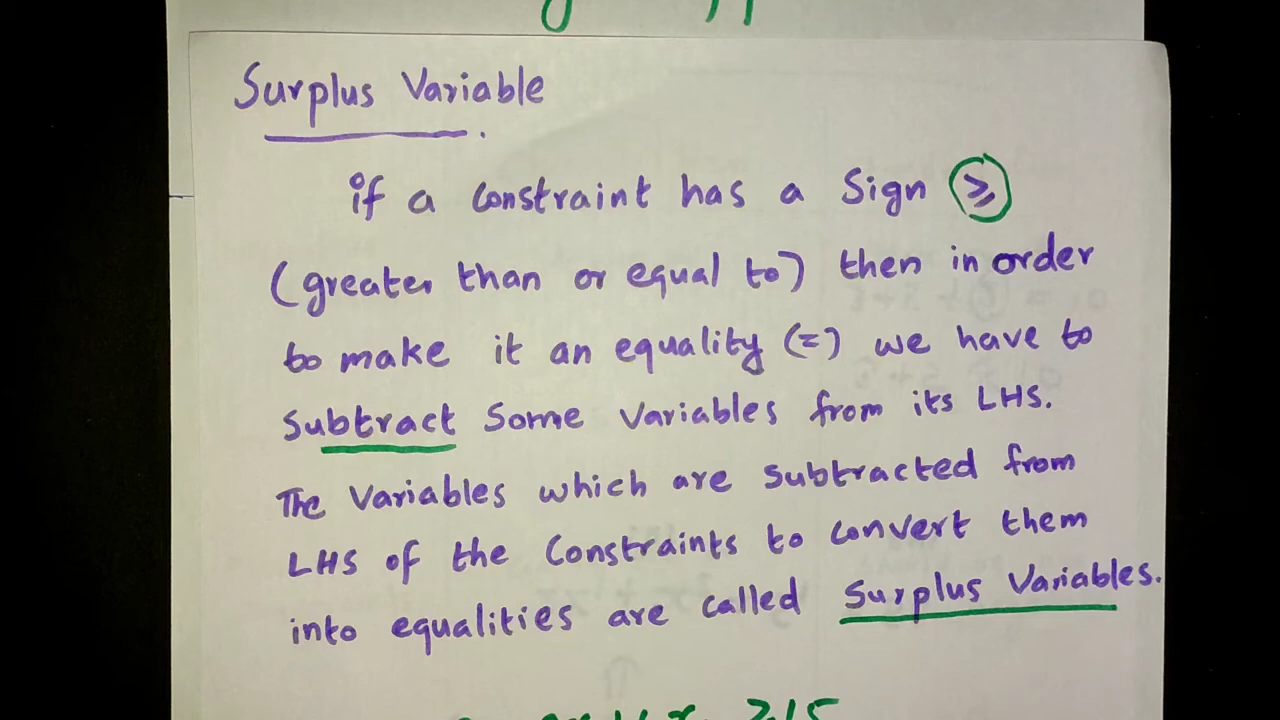 Surplus Variable
if a Constraint has a Sign ≥
(greater than or equal to) then in order
to make it an equality (=) we have to
Subtract Some Variables from its LHS.
The Variables which are Subtracted from
LHS of the Constraints to convert them
into equalities are called Surplus Variables.